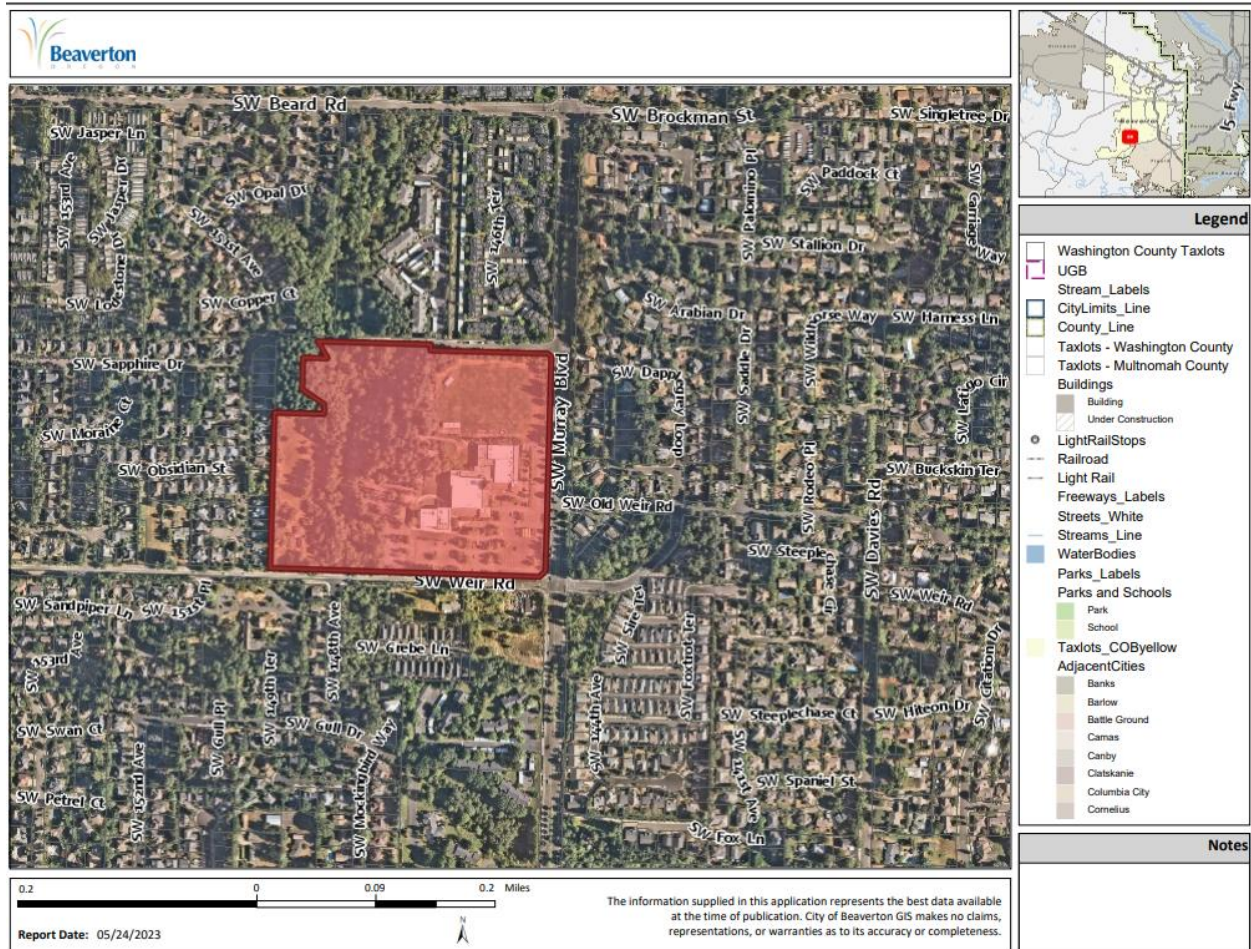 Beaverton
OREGON
SW Beard Rd
SW Brockman St
SW Singletree Dr
SW Jasper Ln
SW 153rd Ave
SW Jasper Dr
SW Opal Dr
SW 151st Ave
SW 146th Ter
SW Palomino Pl
SW Paddock Ct
SW Carriage Way
SW Stallion Dr
SW Lodestone Dr
SW Copper Ct
SW Arabian Dr
SW Harness Ln
SW Sapphire Dr
SW Murray Blvd
SW Saddle Dr
SW Latigo Cir
SW Moraine Ct
SW Obsidian St
SW Buckskin Ter
SW Old Weir Rd
SW Rodeo Pl
SW Davies Rd
SW Steeplechase Cir
SW Weir Rd
SW Weir Rd
SW Sandpiper Ln
SW 151st Pl
SW 153rd Ave
SW 148th Ave
SW Grebe Ln
SW Sire Ter
SW Foxtrot Ter
SW Citation Dr
SW 149th Ter
SW Gull Pl
SW Gull Dr
SW Swan Ct
SW 144th Ave
SW Steeplechase Ct
SW Hiteon Dr
SW Petrel Ct
SW 152nd Ave
SW Mockingbird Way
SW 141st Ave
SW Spaniel St
SW Fox Ln
I5 Fwy
Legend
Washington County Taxlots
UGB
Stream_Labels
CityLimits_Line
County_Line
Taxlots - Washington County
Taxlots - Multnomah County
Buildings
Building
Under Construction
LightRailStops
Railroad
Light Rail
Freeways_Labels
Streets_White
Streams_Line
WaterBodies
Parks_Labels
Parks and Schools
Park
School
Taxlots_COByellow
AdjacentCities
Banks
Barlow
Battle Ground
Camas
Canby
Clatskanie
Columbia City
Cornelius
Notes
0.2 0 0.09 0.2 Miles
N
Report Date: 05/24/2023
The information supplied in this application represents the best data available
at the time of publication. City of Beaverton GIS makes no claims,
representations, or warranties as to its accuracy or completeness.